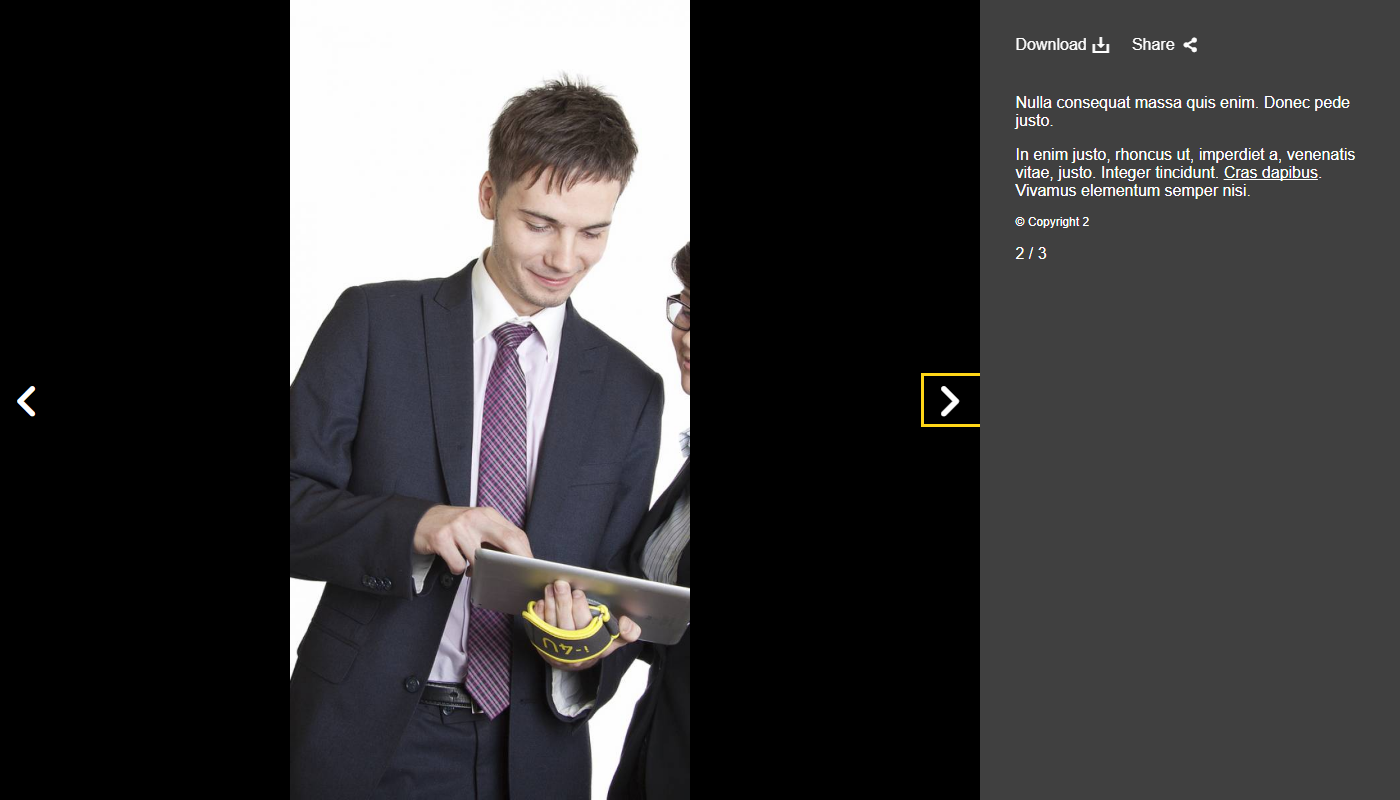 Download
Share
Nulla consequat massa quis enim. Donec pede
justo.
In enim justo, rhoncus ut, imperdiet a, venenatis
vitae, justo. Integer tincidunt. Cras dapibus.
Vivamus elementum semper nisi.
© Copyright 2
2 / 3
i-4U